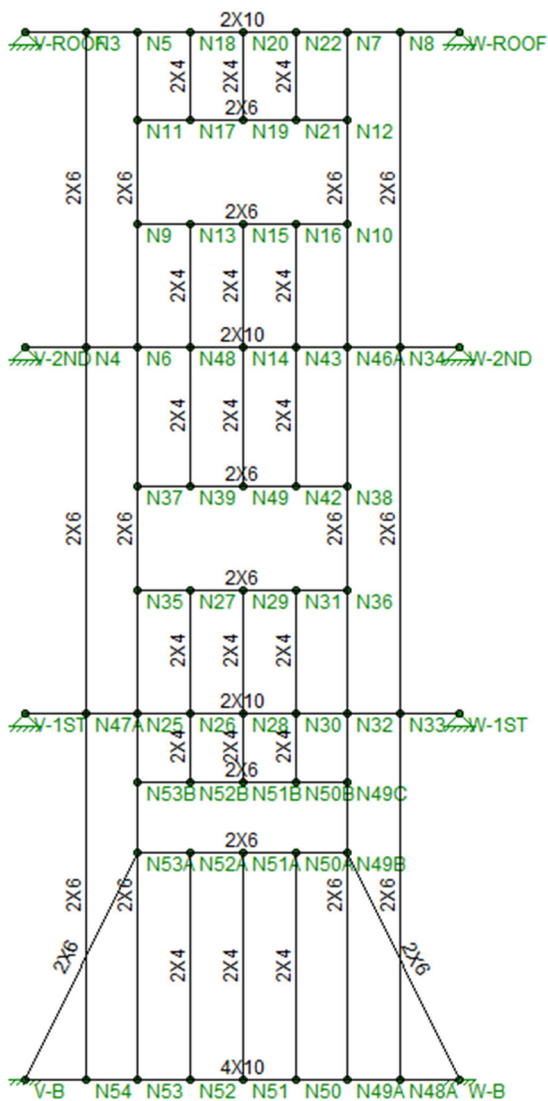 2X10
V-ROOF N3 N5 N18 N20 N22 N7 N8 W-ROOF
2X4 2X4 2X4
2X6
N11 N17 N19 N21 N12
2X6 2X6 2X6 2X6
2X6
N9 N13 N15 N16 N10
2X4 2X4 2X4
2X10
V-2ND N4 N6 N48 N14 N43 N46A N34 W-2ND
2X4 2X4 2X4
2X6
N37 N39 N49 N42 N38
2X6 2X6 2X6 2X6
2X6
N35 N27 N29 N31 N36
2X4 2X4 2X4
2X10
V-1ST N47A N25 N26 N28 N30 N32 N33 W-1ST
2X4 2X4 2X4
2X6
N53B N52B N51B N50B N49C
2X6
N53A N52A N51A N50A N49B
2X6 2X6 2X6 2X6
2X6 2X4 2X4 2X4 2X6
4X10
V-B N54 N53 N52 N51 N50 N49A N48A W-B